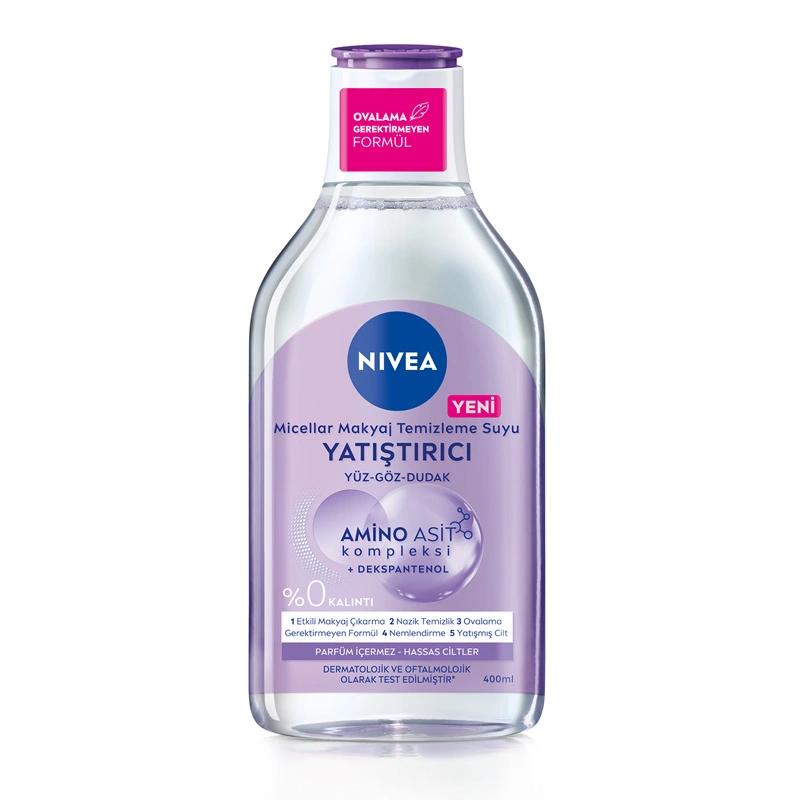 OVALAMA
GEREKTİRMEYEN
FORMÜL
NIVEA
YENİ
Micellar Makyaj Temizleme Suyu
YATIŞTIRICI
YÜZ-GÖZ-DUDAK
AMİNO ASİT
kompleksi
+ DEKSPANTENOL
%0 KALINTI
1 Etkili Makyaj Çıkarma 2 Nazik Temizlik 3 Ovalama
Gerektirmeyen Formül 4 Nemlendirme 5 Yatışmış Cilt
PARFÜM İÇERMEZ - HASSAS CİLTLER
DERMATOLOJİK VE OFTALMOLOJİK
OLARAK TEST EDİLMİŞTİR*
400ml